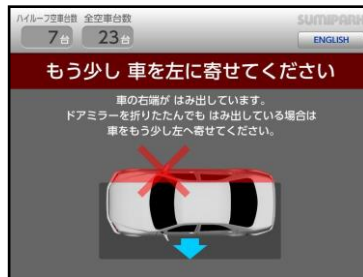 ハイルーフ空車台数 全空車台数
7台 23台
SUMIPARK
ENGLISH
もう少し 車を左に寄せてください
車の右端が はみ出しています。
ドアミラーを折りたたんでも はみ出している場合は
車をもう少し左へ寄せてください。